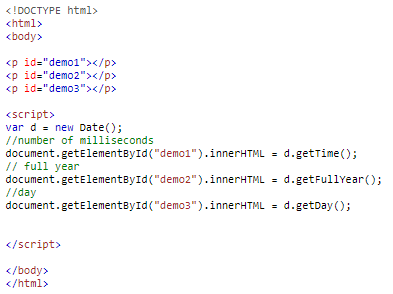 <!DOCTYPE html>
<html>
<body>
<p id="demo1"></p>
<p id="demo2"></p>
<p id="demo3"></p>
<script>
var d = new Date();
//number of milliseconds
document.getElementById("demo1").innerHTML = d.getTime();
// full year
document.getElementById("demo2").innerHTML = d.getFullYear();
//day
document.getElementById("demo3").innerHTML = d.getDay();
</script>
</body>
</html>